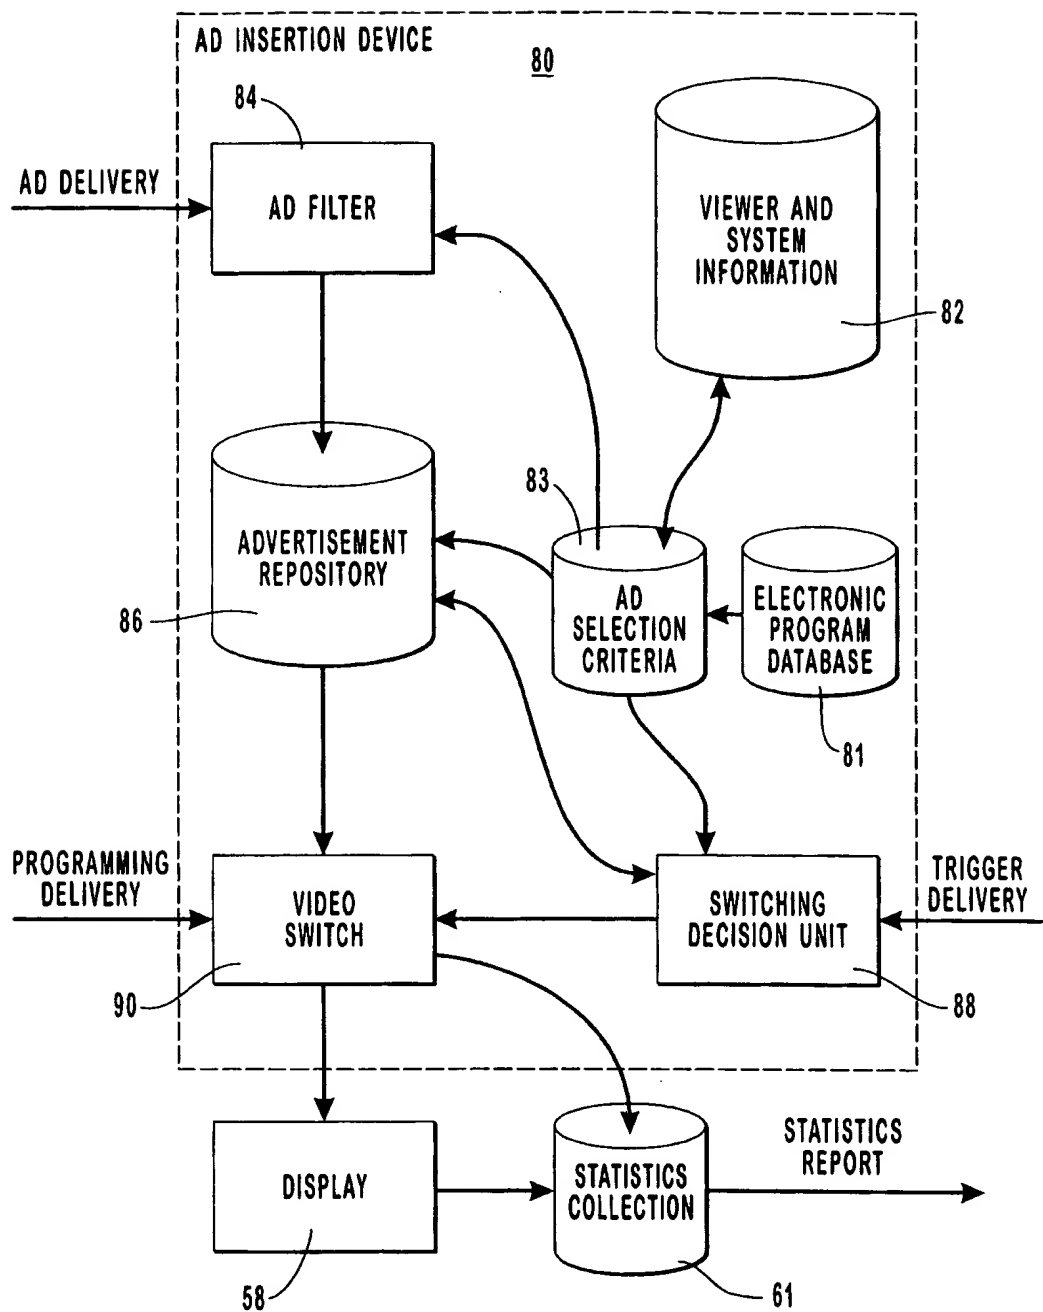 AD INSERTION DEVICE
80
84
AD DELIVERY
AD FILTER
VIEWER AND
SYSTEM
INFORMATION
82
83
ADVERTISEMENT
REPOSITORY
86
AD
SELECTION
CRITERIA
ELECTRONIC
PROGRAM
DATABASE
81
PROGRAMMING
DELIVERY
VIDEO
SWITCH
SWITCHING
DECISION UNIT
TRIGGER
DELIVERY
90
88
DISPLAY
STATISTICS
COLLECTION
STATISTICS
REPORT
58
61